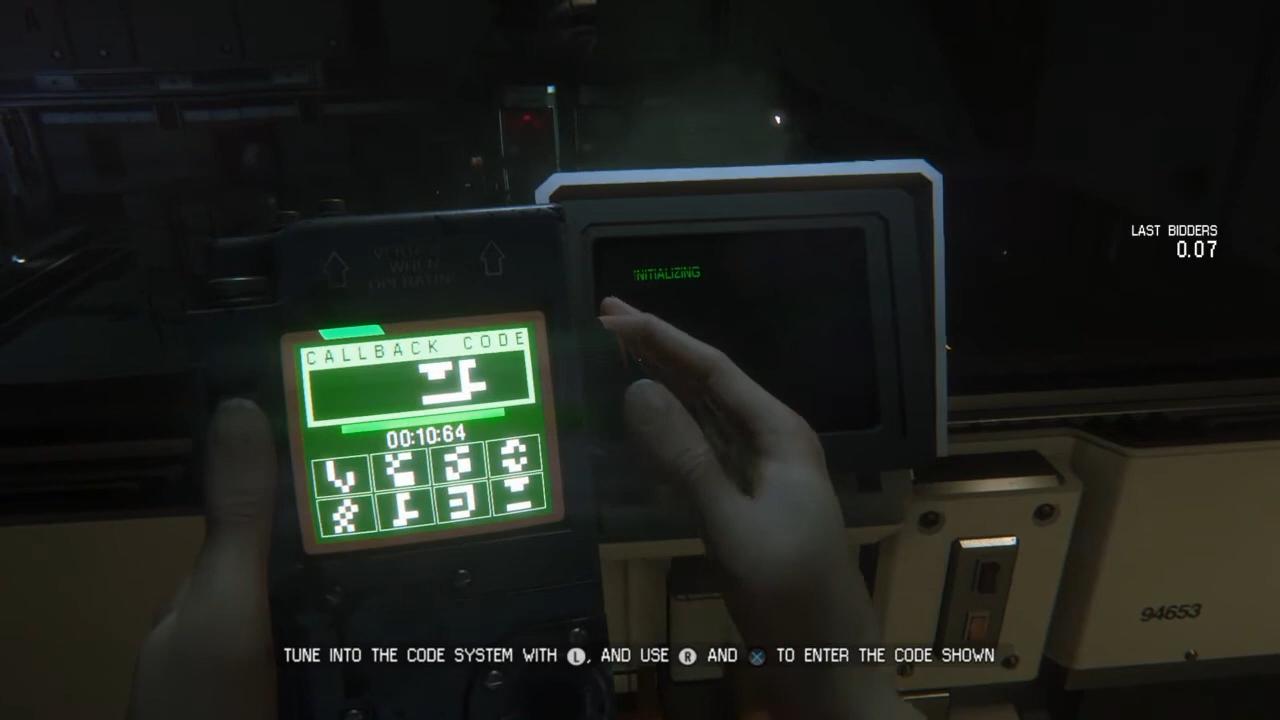 LAST BIDDERS
0.07
WHEN
INITIALIZING
CALLBACK CODE
00:10:64
94653
TUNE INTO THE CODE SYSTEM WITH L, AND USE R AND X TO ENTER THE CODE SHOWN